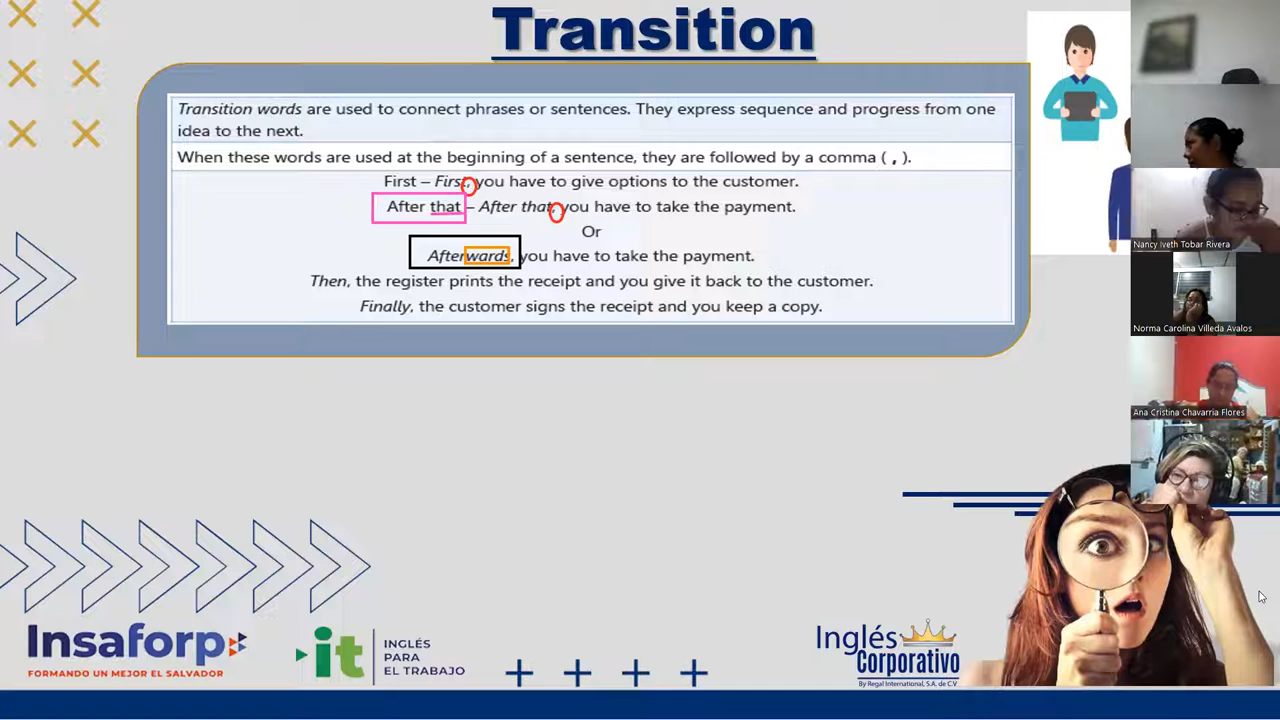 Transition
Transition words are used to connect phrases or sentences. They express sequence and progress from one
idea to the next.
When these words are used at the beginning of a sentence, they are followed by a comma ( , ).
First – First, you have to give options to the customer.
After that – After that, you have to take the payment.
Or
Afterwards, you have to take the payment.
Then, the register prints the receipt and you give it back to the customer.
Finally, the customer signs the receipt and you keep a copy.
Nancy Iveth Tobar Rivera
Norma Carolina Villeda Avalos
Ana Cristina Chavarria Flores
Insaforp
FORMANDO UN MEJOR EL SALVADOR
it
INGLÉS
PARA
EL TRABAJO
Inglés
Corporativo
By Regal International, S.A. de C.V